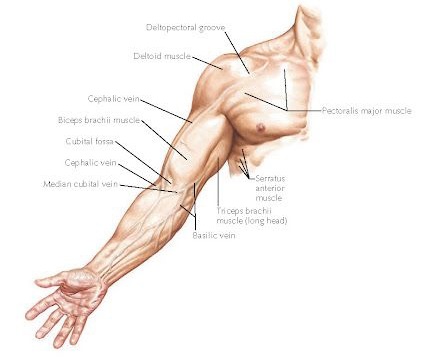 Deltopectoral groove
Deltoid muscle
Cephalic vein
Biceps brachii muscle
Cubital fossa
Cephalic vein
Median cubital vein
Pectoralis major muscle
Serratus
anterior
muscle
Triceps brachii
muscle (long head)
Basilic vein